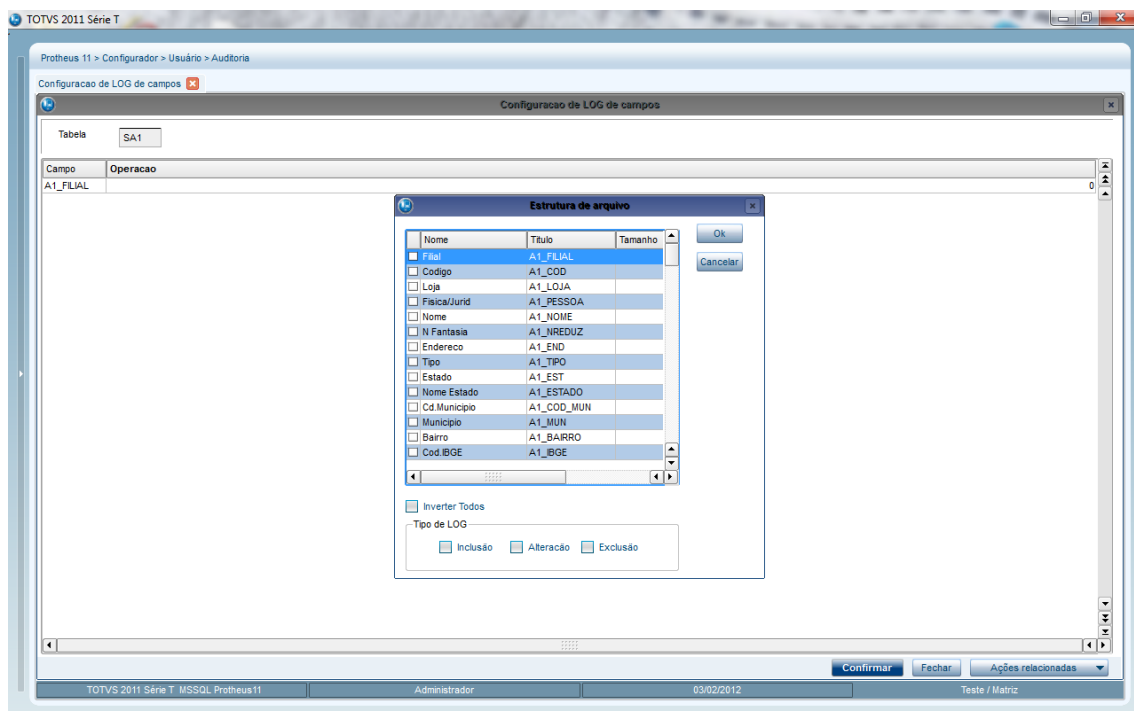 TOTVS 2011 Série T
Protheus 11 > Configurador > Usuário > Auditoria
Configuracao de LOG de campos
Configuracao de LOG de campos
Tabela SA1
Campo Operacao
A1_FILIAL 0
Estrutura de arquivo
Nome Título Tamanho
Filial A1_FILIAL
Codigo A1_COD
Loja A1_LOJA
Fisica/Jurid A1_PESSOA
Nome A1_NOME
N Fantasia A1_NREDUZ
Endereco A1_END
Tipo A1_TIPO
Estado A1_EST
Nome Estado A1_ESTADO
Cd.Municipio A1_COD_MUN
Municipio A1_MUN
Bairro A1_BAIRRO
Cod.IBGE A1_IBGE
Ok
Cancelar
Inverter Todos
Tipo de LOG
Inclusão Alteracão Exclusão
Confirmar Fechar Ações relacionadas
TOTVS 2011 Série T MSSQL Protheus11 Administrador 03/02/2012 Teste / Matriz